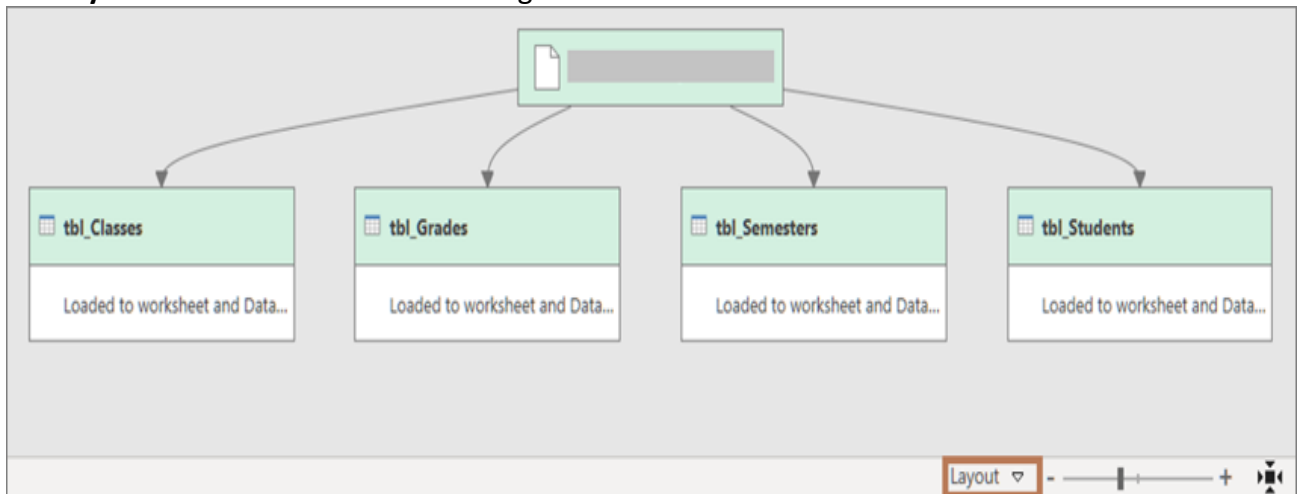 tbl_Classes
tbl_Grades
tbl_Semesters
tbl_Students
Loaded to worksheet and Data...
Loaded to worksheet and Data...
Loaded to worksheet and Data...
Loaded to worksheet and Data...
Layout - +